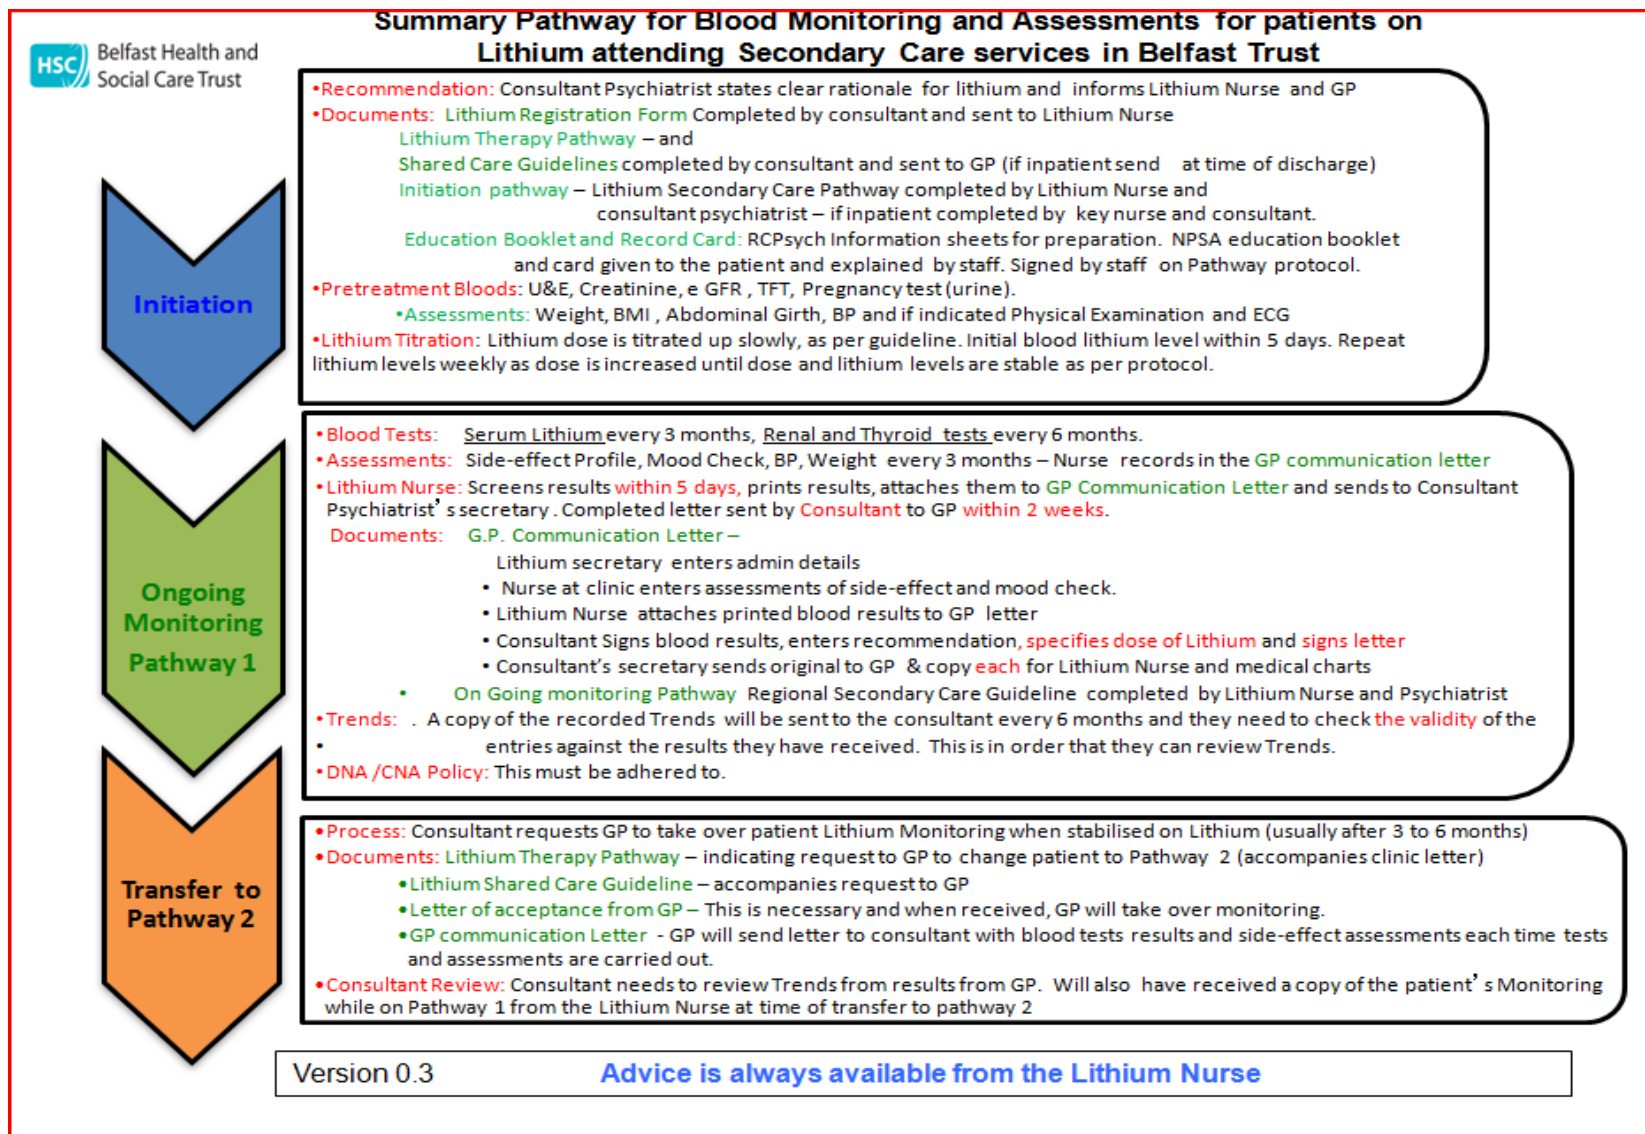 Summary Pathway for Blood Monitoring and Assessments for patients on
Lithium attending Secondary Care services in Belfast Trust
HSC
Belfast Health and
Social Care Trust
Initiation
•Recommendation: Consultant Psychiatrist states clear rationale for lithium and informs Lithium Nurse and GP
•Documents: Lithium Registration Form Completed by consultant and sent to Lithium Nurse
Lithium Therapy Pathway – and
Shared Care Guidelines completed by consultant and sent to GP (if inpatient send at time of discharge)
Initiation pathway – Lithium Secondary Care Pathway completed by Lithium Nurse and
consultant psychiatrist – if inpatient completed by key nurse and consultant.
Education Booklet and Record Card: RCPsych Information sheets for preparation. NPSA education booklet
and card given to the patient and explained by staff. Signed by staff on Pathway protocol.
•Pretreatment Bloods: U&E, Creatinine, e GFR , TFT, Pregnancy test (urine).
•Assessments: Weight, BMI , Abdominal Girth, BP and if indicated Physical Examination and ECG
•Lithium Titration: Lithium dose is titrated up slowly, as per guideline. Initial blood lithium level within 5 days. Repeat
lithium levels weekly as dose is increased until dose and lithium levels are stable as per protocol.
Ongoing
Monitoring
Pathway 1
•Blood Tests: Serum Lithium every 3 months, Renal and Thyroid tests every 6 months.
•Assessments: Side-effect Profile, Mood Check, BP, Weight every 3 months – Nurse records in the GP communication letter
•Lithium Nurse: Screens results within 5 days, prints results, attaches them to GP Communication Letter and sends to Consultant
Psychiatrist's secretary . Completed letter sent by Consultant to GP within 2 weeks.
Documents: G.P. Communication Letter –
Lithium secretary enters admin details
• Nurse at clinic enters assessments of side-effect and mood check.
• Lithium Nurse attaches printed blood results to GP letter
• Consultant Signs blood results, enters recommendation, specifies dose of Lithium and signs letter
• Consultant's secretary sends original to GP & copy each for Lithium Nurse and medical charts
• On Going monitoring Pathway Regional Secondary Care Guideline completed by Lithium Nurse and Psychiatrist
•Trends: . A copy of the recorded Trends will be sent to the consultant every 6 months and they need to check the validity of the
• entries against the results they have received. This is in order that they can review Trends.
•DNA /CNA Policy: This must be adhered to.
Transfer to
Pathway 2
•Process: Consultant requests GP to take over patient Lithium Monitoring when stabilised on Lithium (usually after 3 to 6 months)
•Documents: Lithium Therapy Pathway – indicating request to GP to change patient to Pathway 2 (accompanies clinic letter)
•Lithium Shared Care Guideline – accompanies request to GP
•Letter of acceptance from GP – This is necessary and when received, GP will take over monitoring.
•GP communication Letter - GP will send letter to consultant with blood tests results and side-effect assessments each time tests
and assessments are carried out.
•Consultant Review: Consultant needs to review Trends from results from GP. Will also have received a copy of the patient's Monitoring
while on Pathway 1 from the Lithium Nurse at time of transfer to pathway 2
Version 0.3 Advice is always available from the Lithium Nurse